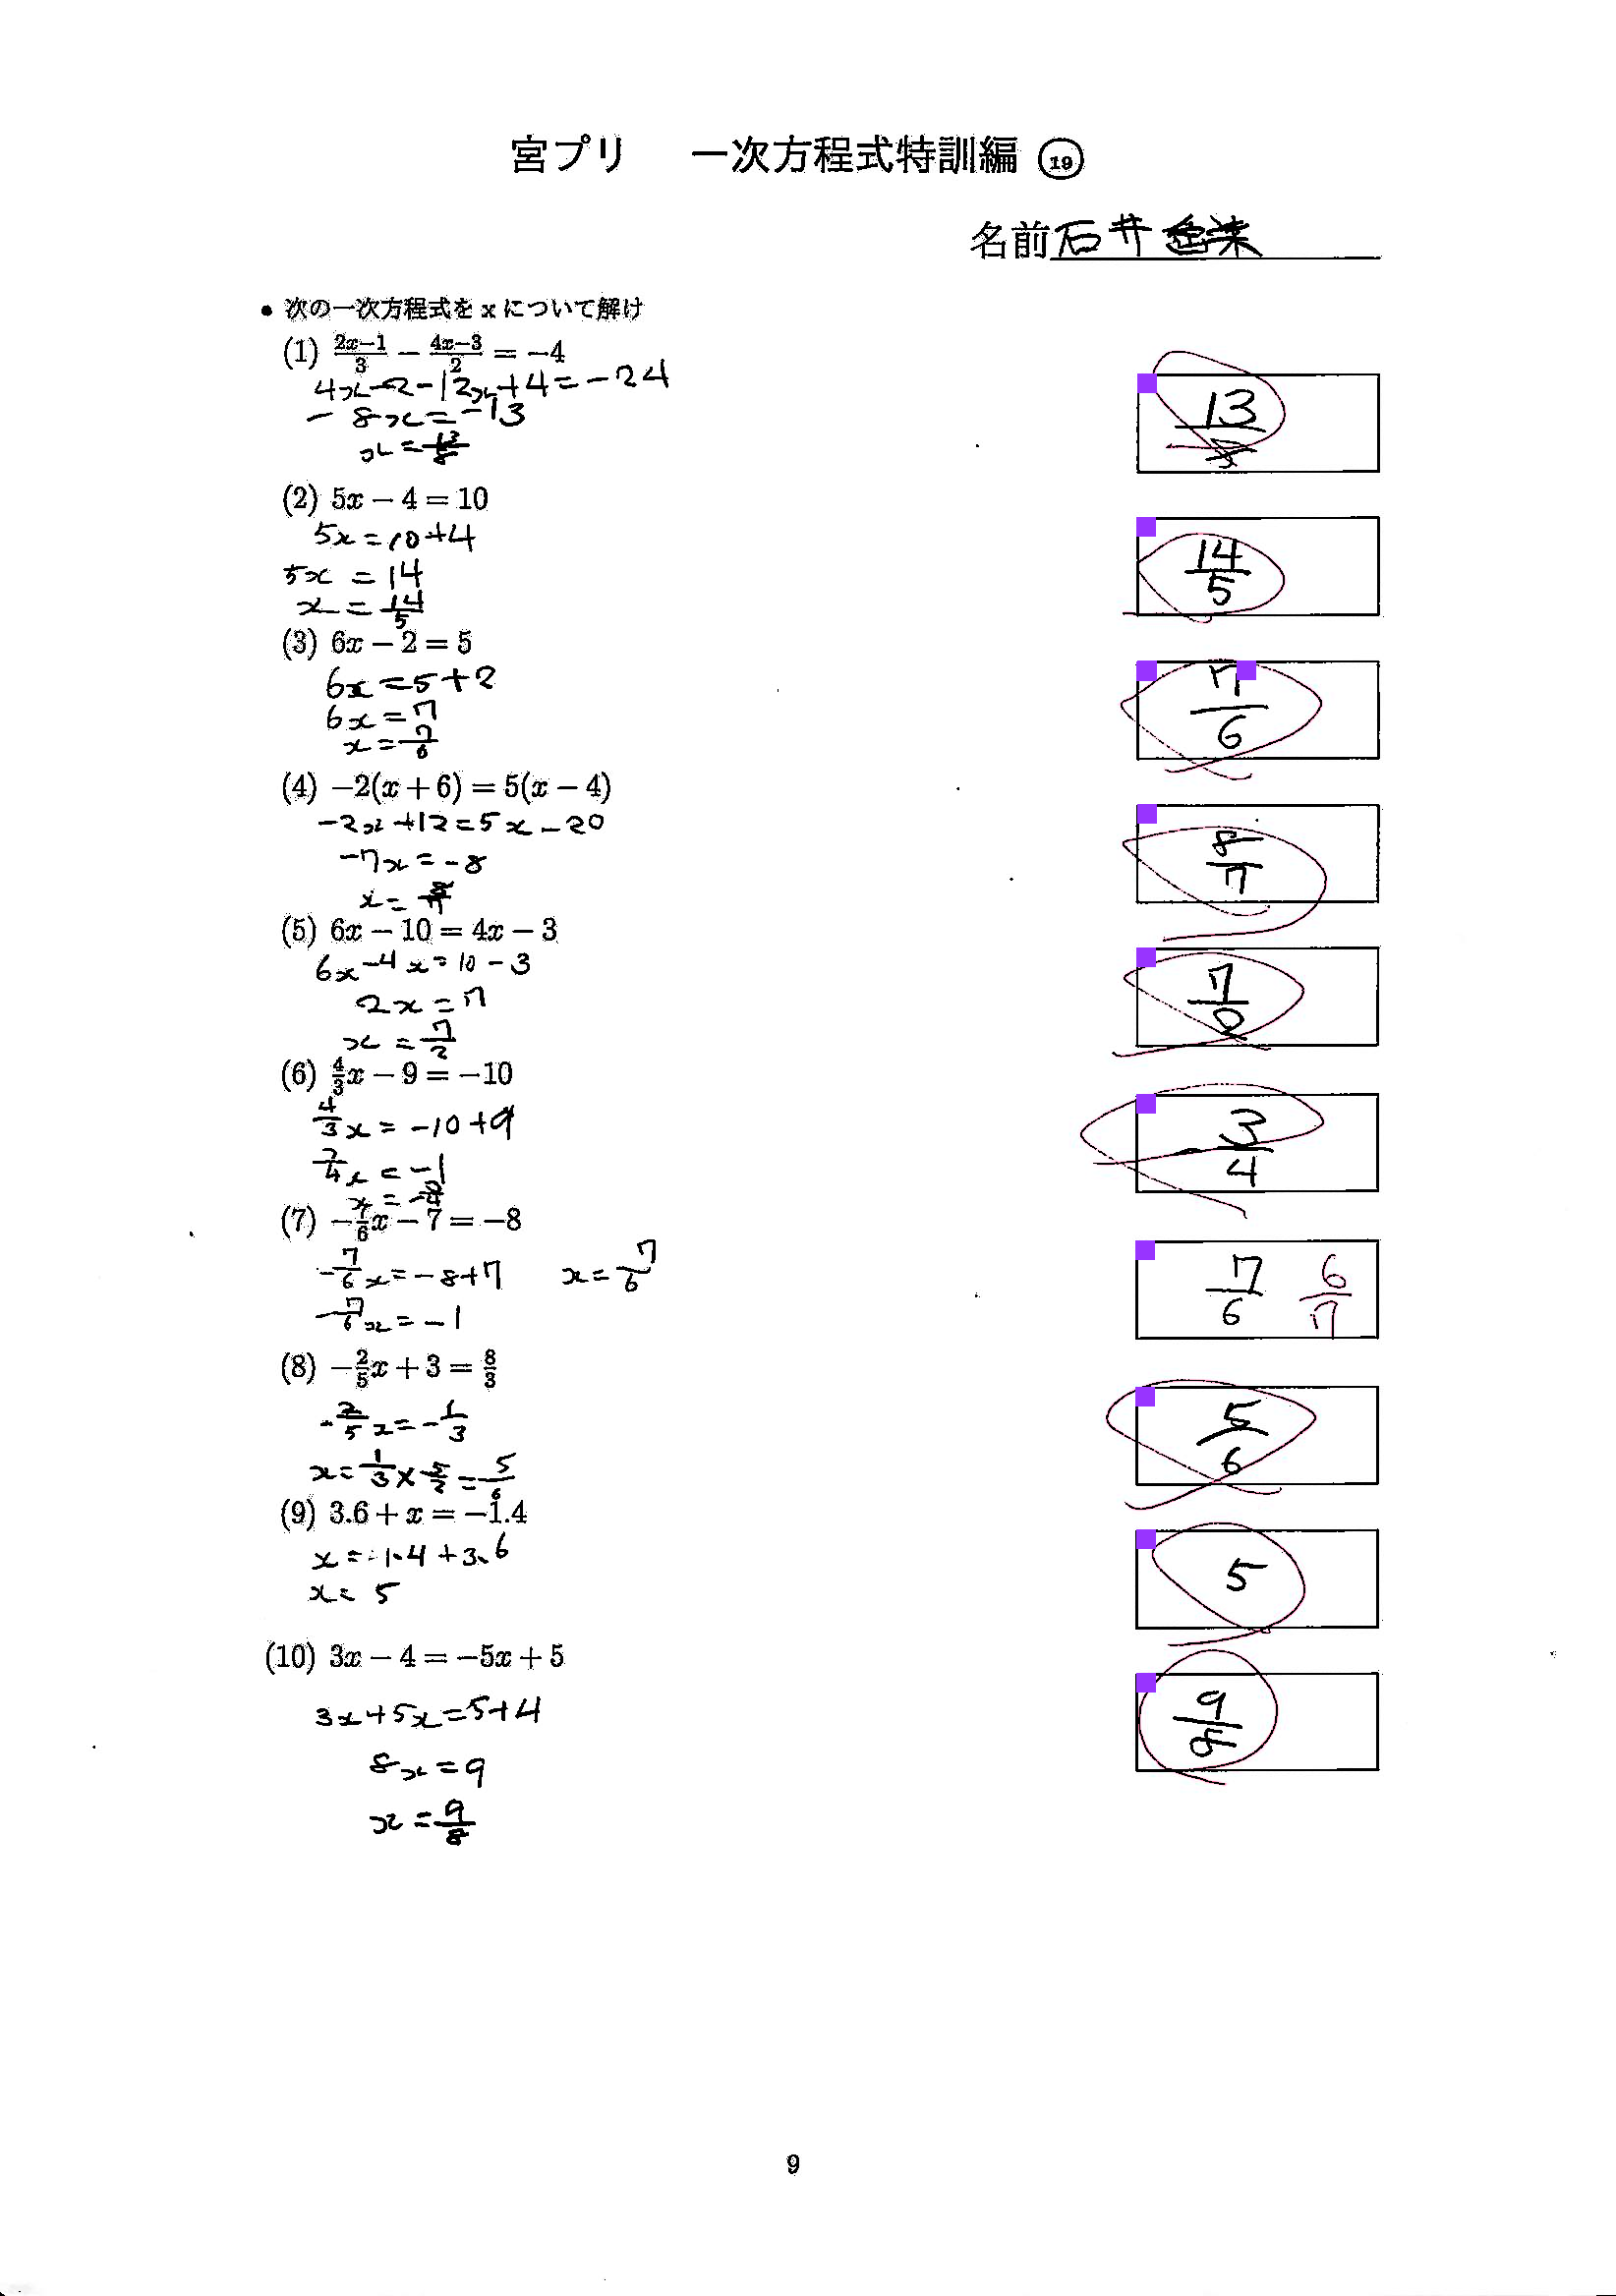 宮プリ 一次方程式特訓編 ⑲
名前 石井
● 次の一次方程式をxについて解け
(1) \frac{2x-1}{3} - \frac{4x-3}{2} = -4
4x-2-12x+4=-24
-8x=-13
x=\frac{13}{8}
\frac{13}{8}
(2) 5x - 4 = 10
5x=10+4
5x=14
x=\frac{14}{5}
\frac{14}{5}
(3) 6x - 2 = 5
6x=5+2
6x=7
x=\frac{7}{6}
\frac{7}{6}
(4) -2(x + 6) = 5(x - 4)
-2x+12=5x-20
-7x=-8
x=\frac{8}{7}
\frac{8}{7}
(5) 6x - 10 = 4x - 3
6x-4x=10-3
2x=7
x=\frac{7}{2}
\frac{7}{2}
(6) \frac{4}{3}x - 9 = -10
\frac{4}{3}x=-10+9
\frac{3}{4}x=-1
x=-\frac{3}{4}
-\frac{3}{4}
(7) -\frac{7}{6}x - 7 = -8
-\frac{7}{6}x=-8+7 x=\frac{7}{6}
-\frac{7}{6}x=-1
\frac{7}{6} \frac{6}{7}
(8) -\frac{2}{5}x + 3 = \frac{8}{3}
-\frac{2}{5}x=-\frac{1}{3}
x=\frac{1}{3}×\frac{5}{2}=\frac{5}{6}
\frac{5}{6}
(9) 3.6 + x = -1.4
x=-1.4+3.6
x=5
5
(10) 3x - 4 = -5x + 5
3x+5x=5+4
8x=9
x=\frac{9}{8}
\frac{9}{8}
9